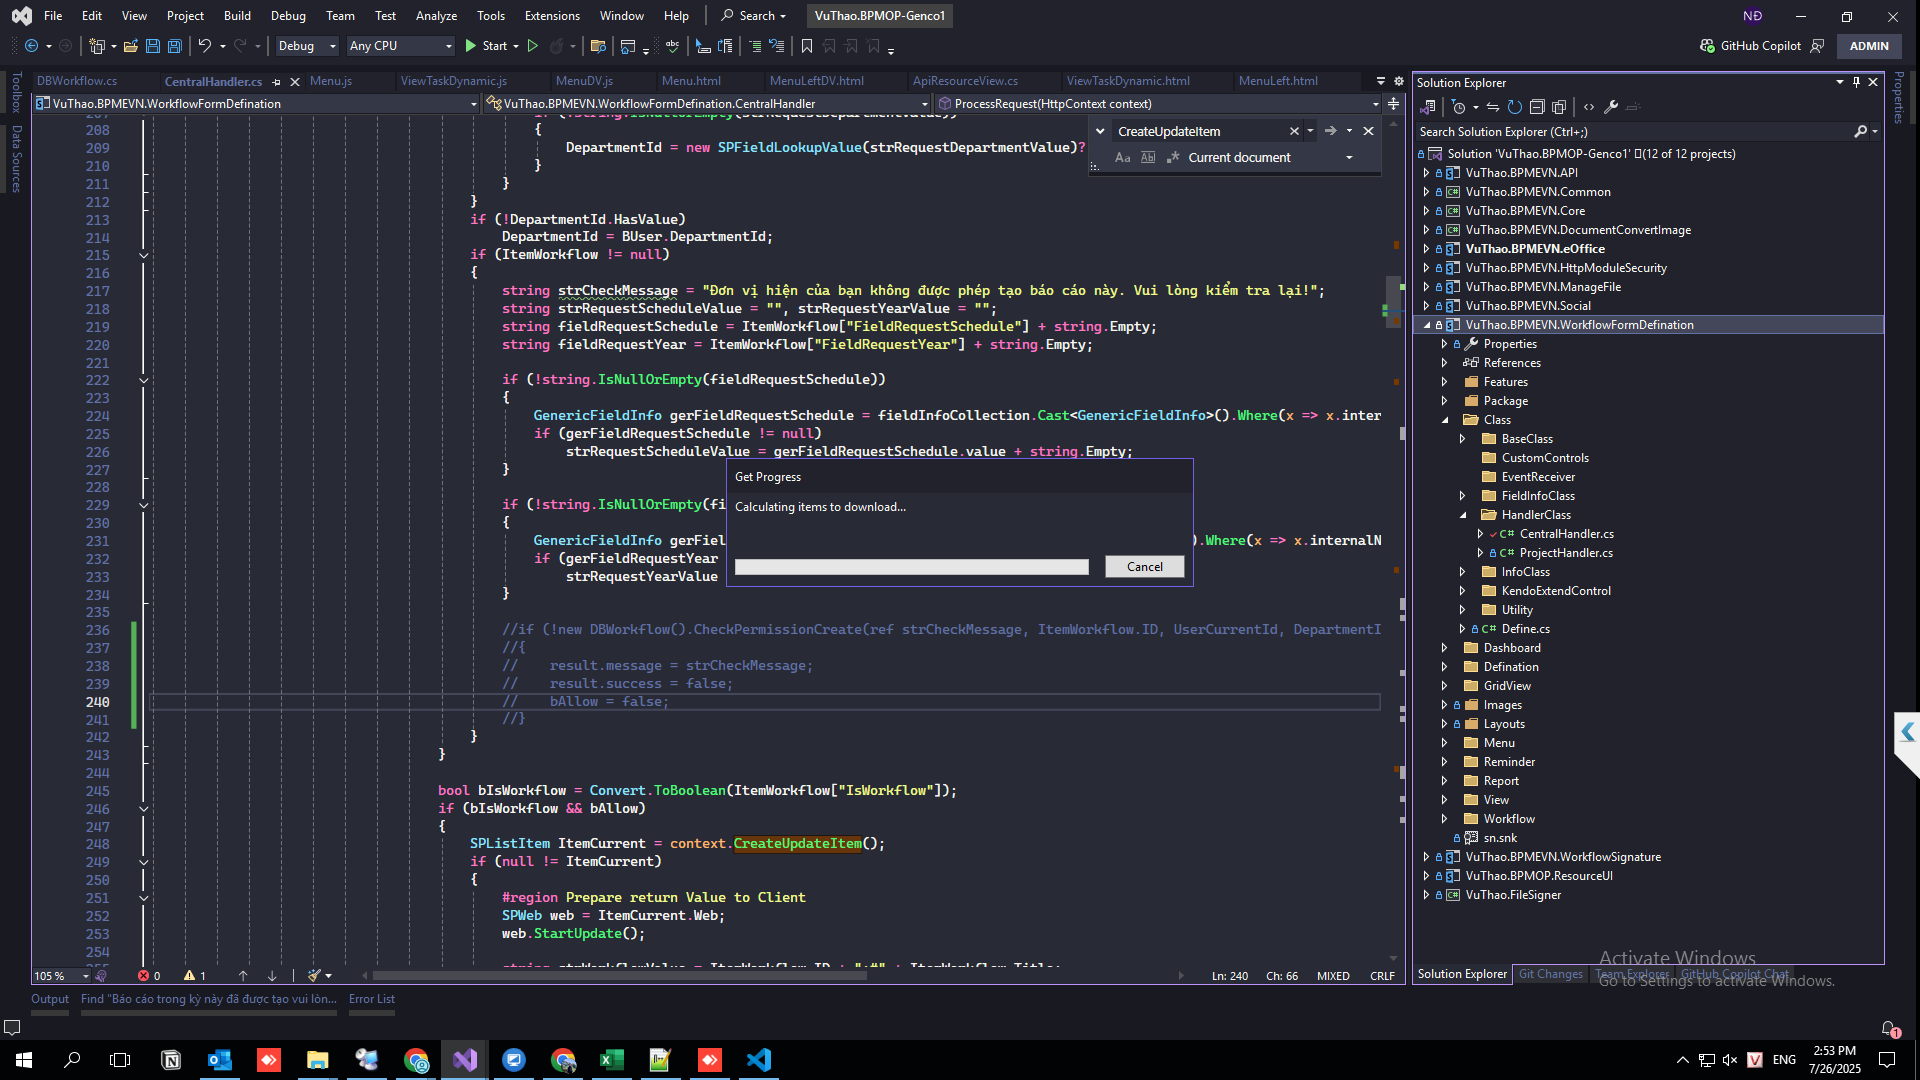 File Edit View Project Build Debug Team Test Analyze Tools Extensions Window Help Search VuThao.BPMOP-Genco1 NĐ
Debug Any CPU Start GitHub Copilot ADMIN
DBWorkflow.cs CentralHandler.cs Menu.js ViewTaskDynamic.js MenuDV.js Menu.html MenuLeftDV.html ApiResourceView.cs ViewTaskDynamic.html MenuLeft.html
VuThao.BPMEVN.WorkflowFormDefination VuThao.BPMEVN.WorkflowFormDefination.CentralHandler ProcessRequest(HttpContext context)
Toolbox
Data Sources
CreateUpdateItem
Aa Ab Current document
208 {
209 DepartmentId = new SPFieldLookupValue(strRequestDepartmentValue)?
210 }
211 }
212 }
213 if (!DepartmentId.HasValue)
214 DepartmentId = BUser.DepartmentId;
215 if (ItemWorkflow != null)
216 {
217 string strCheckMessage = "Đơn vị hiện của bạn không được phép tạo báo cáo này. Vui lòng kiểm tra lại!";
218 string strRequestScheduleValue = "", strRequestYearValue = "";
219 string fieldRequestSchedule = ItemWorkflow["FieldRequestSchedule"] + string.Empty;
220 string fieldRequestYear = ItemWorkflow["FieldRequestYear"] + string.Empty;
221
222 if (!string.IsNullOrEmpty(fieldRequestSchedule))
223 {
224 GenericFieldInfo gerFieldRequestSchedule = fieldInfoCollection.Cast<GenericFieldInfo>().Where(x => x.inter
225 if (gerFieldRequestSchedule != null)
226 strRequestScheduleValue = gerFieldRequestSchedule.value + string.Empty;
227 }
228
229 if (!string.IsNullOrEmpty(fi
230 {
231 GenericFieldInfo gerFiel ).Where(x => x.internalN
232 if (gerFieldRequestYear
233 strRequestYearValue
234 }
235
236 //if (!new DBWorkflow().CheckPermissionCreate(ref strCheckMessage, ItemWorkflow.ID, UserCurrentId, DepartmentI
237 //{
238 // result.message = strCheckMessage;
239 // result.success = false;
240 // bAllow = false;
241 //}
242 }
243 }
244
245 bool bIsWorkflow = Convert.ToBoolean(ItemWorkflow["IsWorkflow"]);
246 if (bIsWorkflow && bAllow)
247 {
248 SPListItem ItemCurrent = context.CreateUpdateItem();
249 if (null != ItemCurrent)
250 {
251 #region Prepare return Value to Client
252 SPWeb web = ItemCurrent.Web;
253 web.StartUpdate();
254
Get Progress
Calculating items to download...
Cancel
105 % 0 1 Ln: 240 Ch: 66 MIXED CRLF
Output Find "Báo cáo trong kỳ này đã được tạo vui lòn... Error List
Solution Explorer
Properties
Search Solution Explorer (Ctrl+;)
Solution 'VuThao.BPMOP-Genco1' (12 of 12 projects)
VuThao.BPMEVN.API
VuThao.BPMEVN.Common
VuThao.BPMEVN.Core
VuThao.BPMEVN.DocumentConvertImage
VuThao.BPMEVN.eOffice
VuThao.BPMEVN.HttpModuleSecurity
VuThao.BPMEVN.ManageFile
VuThao.BPMEVN.Social
VuThao.BPMEVN.WorkflowFormDefination
Properties
References
Features
Package
Class
BaseClass
CustomControls
EventReceiver
FieldInfoClass
HandlerClass
C# CentralHandler.cs
C# ProjectHandler.cs
InfoClass
KendoExtendControl
Utility
C# Define.cs
Dashboard
Defination
GridView
Images
Layouts
Menu
Reminder
Report
View
Workflow
sn.snk
VuThao.BPMEVN.WorkflowSignature
VuThao.BPMOP.ResourceUI
VuThao.FileSigner
Activate Windows
Go to Settings to activate Windows.
Solution Explorer Git Changes Team Explorer GitHub Copilot Chat
1
ENG
2:53 PM
7/26/2025